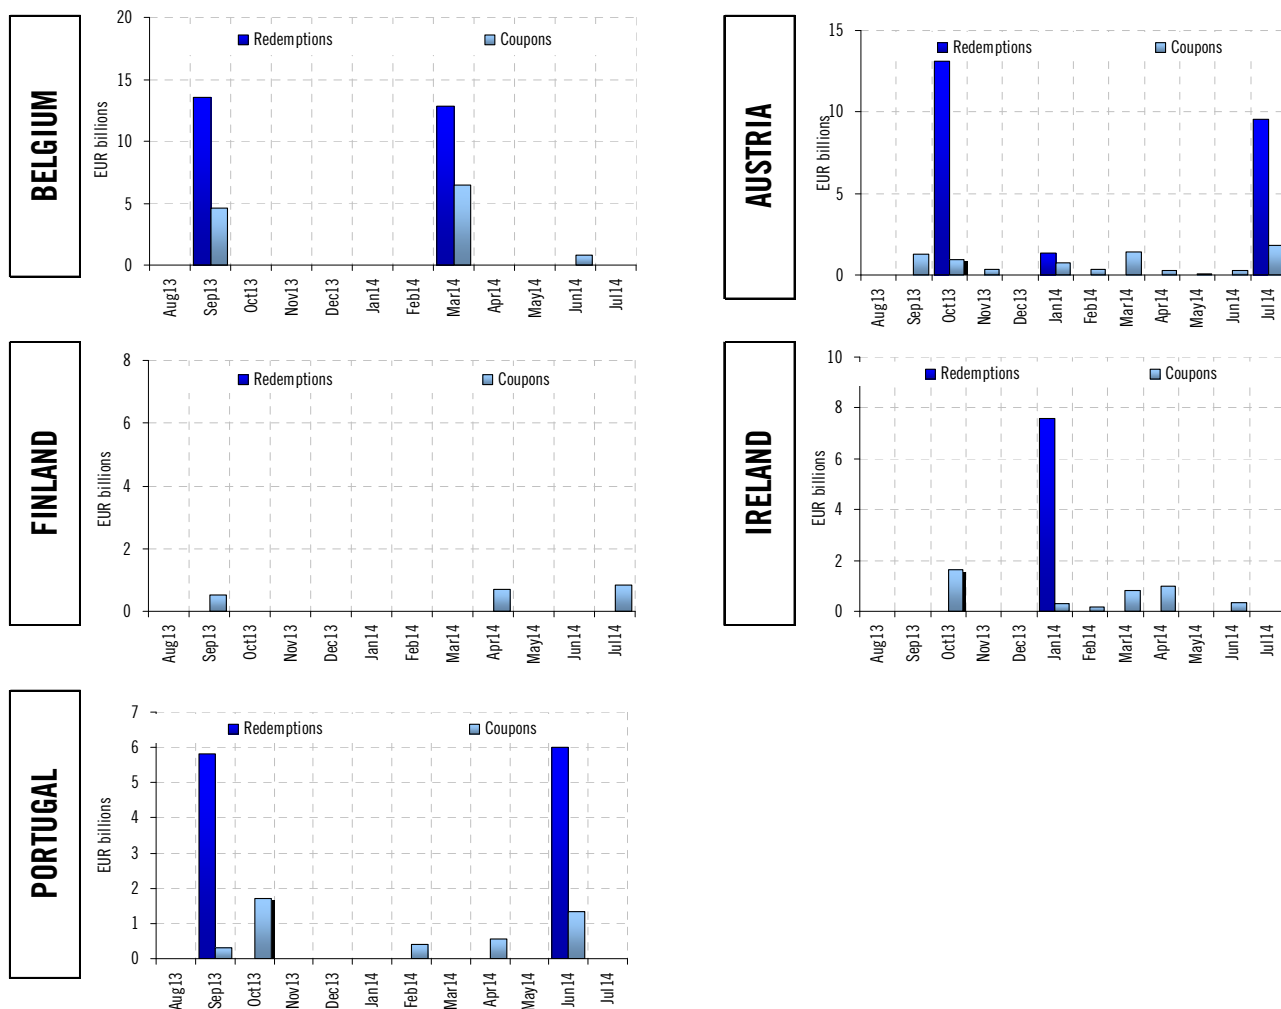 BELGIUM
EUR billions
20
15
10
5
0
Redemptions Coupons
Aug13 Sep13 Oct13 Nov13 Dec13 Jan14 Feb14 Mar14 Apr14 May14 Jun14 Jul14
AUSTRIA
EUR billions
15
10
5
0
Redemptions Coupons
Aug13 Sep13 Oct13 Nov13 Dec13 Jan14 Feb14 Mar14 Apr14 May14 Jun14 Jul14
FINLAND
EUR billions
8
6
4
2
0
Redemptions Coupons
Aug13 Sep13 Oct13 Nov13 Dec13 Jan14 Feb14 Mar14 Apr14 May14 Jun14 Jul14
IRELAND
EUR billions
10
8
6
4
2
0
Redemptions Coupons
Aug13 Sep13 Oct13 Nov13 Dec13 Jan14 Feb14 Mar14 Apr14 May14 Jun14 Jul14
PORTUGAL
EUR billions
7
6
5
4
3
2
1
0
Redemptions Coupons
Aug13 Sep13 Oct13 Nov13 Dec13 Jan14 Feb14 Mar14 Apr14 May14 Jun14 Jul14